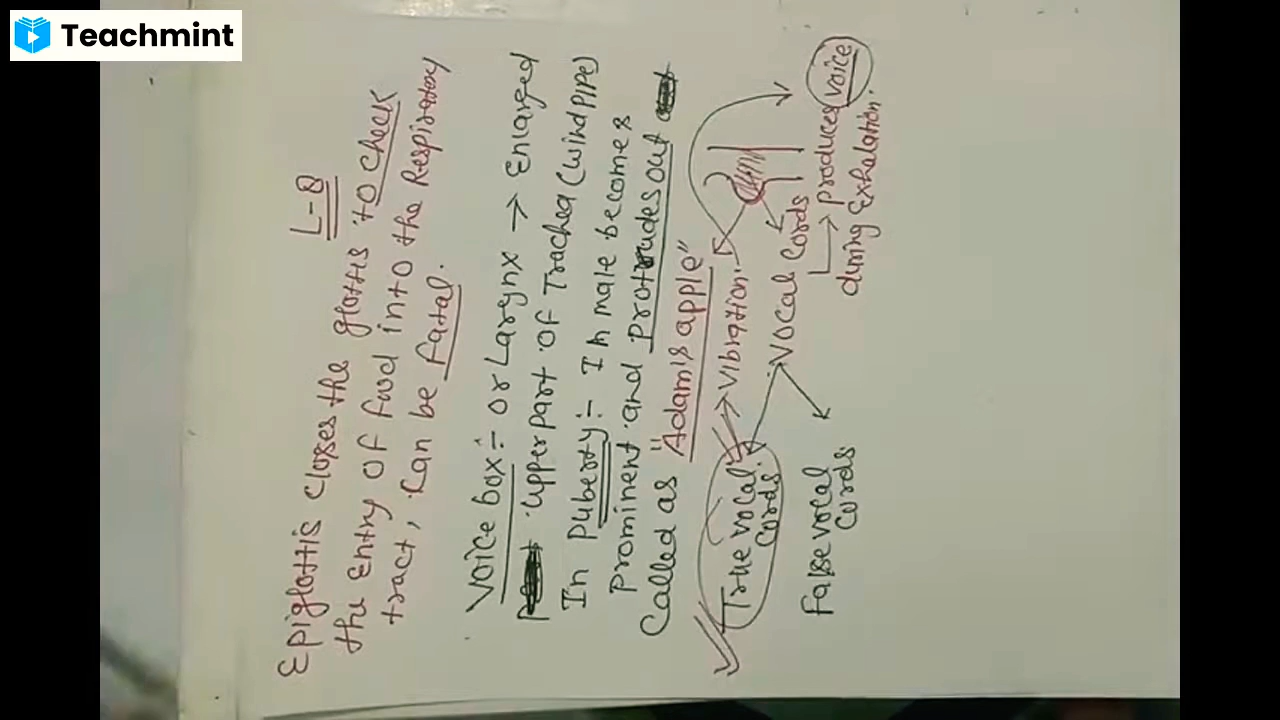 Teachmint
L-8
Epiglottis closes the glottis to check
the entry of food into the Respiratory
tract, can be fatal.
Voice box:- or Larynx → Enlarged
upper part of Trachea (wind pipe)
In puberty:- In male becomes
prominent and protrudes out
Called as "Adam's apple"
True vocal cords.
→ Vibration.
False vocal cords
Vocal cords
→ produces voice
during exhalation.